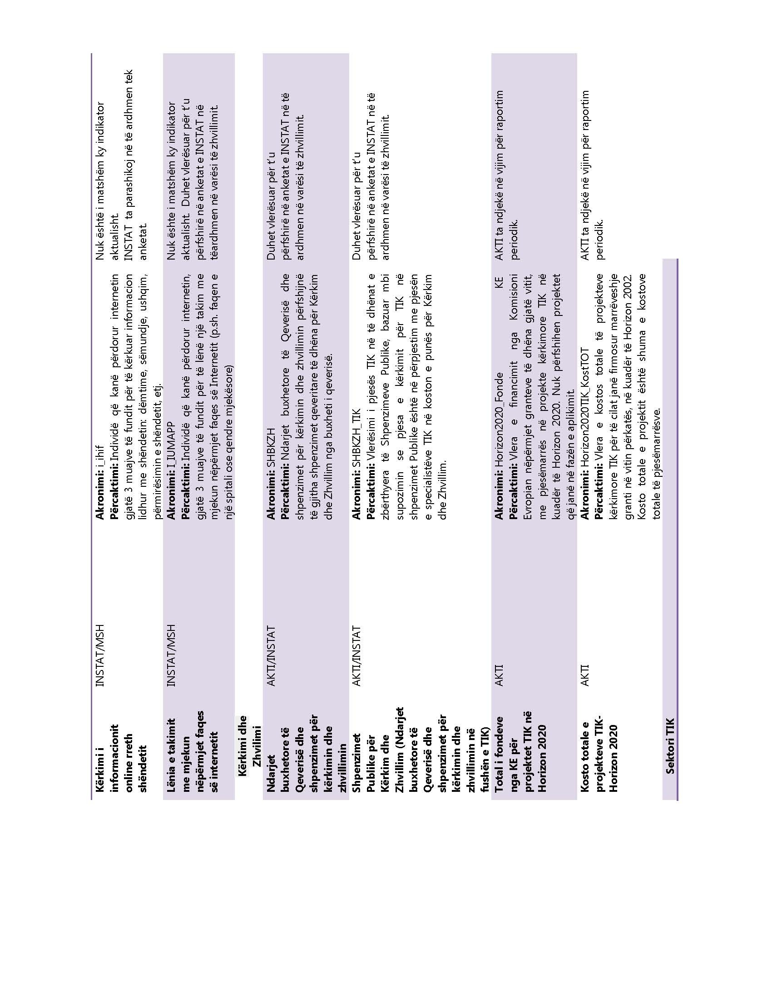 Kërkimi i
informacionit
online rreth
shëndetit
INSTAT/MSH
Akronimi: i_ihif
Përcaktimi: Individë që kanë përdorur internetin
gjatë 3 muajve të fundit për të kërkuar informacion
lidhur me shëndetin: dëmtime, sëmundje, ushqim,
përmirësimin e shëndetit, etj.
Nuk është i matshëm ky indikator
aktualisht.
INSTAT ta parashikoj në të ardhmen tek
anketat.
Lënia e takimit
me mjekun
nëpërmjet faqes
së internetit
INSTAT/MSH
Akronimi: I_IUMAPP
Përcaktimi: Individë që kanë përdorur internetin,
gjatë 3 muajve të fundit për të lënë një takim me
mjekun nëpërmjet faqes së Internetit (p.sh. faqen e
një spitali ose qendre mjekësore)
Nuk është i matshëm ky indikator
aktualisht. Duhet vlerësuar për t'u
përfshirë në anketat e INSTAT në
tëardhmen në varësi të zhvillimit.
Kërkimi dhe
Zhvilimi
Ndarjet
buxhetore të
Qeverisë dhe
shpenzimet për
kërkimin dhe
zhvillimin
AKTI/INSTAT
Akronimi: SHBKZH
Përcaktimi: Ndarjet buxhetore të Qeverisë dhe
shpenzimet për kërkimin dhe zhvillimin përfshijnë
të gjitha shpenzimet qeveritare të dhëna për Kërkim
dhe Zhvillim nga buxheti i qeverisë.
Duhet vlerësuar për t'u
përfshirë në anketat e INSTAT në të
ardhmen në varësi të zhvillimit.
Shpenzimet
Publike për
Kërkim dhe
Zhvillim (Ndarjet
buxhetore të
Qeverisë dhe
shpenzimet për
kërkimin dhe
zhvillimin në
fushën e TIK)
AKTI/INSTAT
Akronimi: SHBKZH_TIK
Përcaktimi: Vlerësimi i pjesës TIK në të dhënat e
zbërthyera të Shpenzimeve Publike, bazuar mbi
supozimin se pjesa e kërkimit për TIK në
shpenzimet Publike është në përpjestim me pjesën
e specialistëve TIK në koston e punës për Kërkim
dhe Zhvillim.
Duhet vlerësuar për t'u
përfshirë në anketat e INSTAT në të
ardhmen në varësi të zhvillimit.
Total i fondeve
nga KE për
projektet TIK në
Horizon 2020
AKTI
Akronimi: Horizon2020_Fonde KE
Përcaktimi: Vlera e financimit nga Komisioni
Evropian nëpërmjet granteve të dhëna gjatë vitit,
me pjesëmarrës në projekte kërkimore TIK në
kuadër të Horizon 2020. Nuk përfshihen projektet
që janë në fazën e aplikimit.
AKTI ta ndjekë në vijim për raportim
periodik.
Kosto totale e
projekteve TIK-
Horizon 2020
AKTI
Akronimi: Horizon2020TIK_KostTOT
Përcaktimi: Vlera e kostos totale të projekteve
kërkimore TIK për të cilat janë firmosur marrëveshje
granti në vitin përkatës, në kuadër të Horizon 2002.
Kosto totale e projektit është shuma e kostove
totale të pjesëmarrësve.
AKTI ta ndjekë në vijim për raportim
periodik.
Sektori TIK